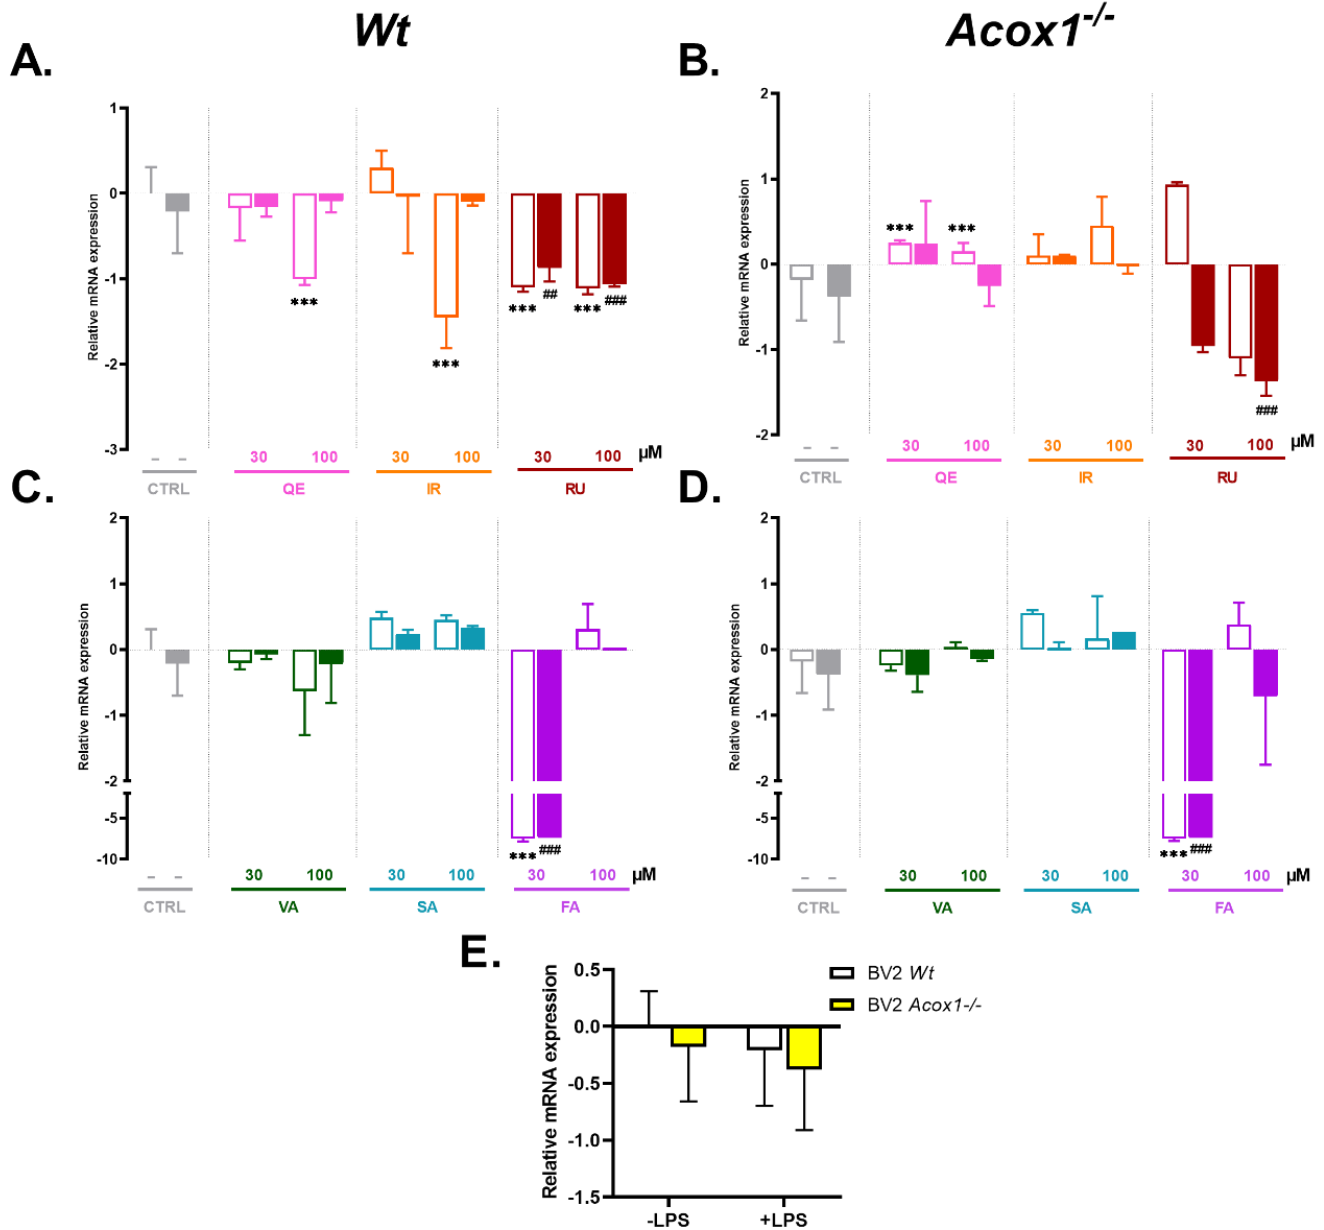 Wt
Acox1-/-
A.
B.
Relative mRNA expression
1
0
-1
-2
-3
***
***
***
##
***
###
– –
30 100
30 100
30 100 µM
CTRL QE IR RU
Relative mRNA expression
2
1
0
-1
-2
***
***
###
– –
30 100
30 100
30 100 µM
CTRL QE IR RU
C.
D.
Relative mRNA expression
2
1
0
-1
-2
-5
-10
***
###
– –
30 100
30 100
30 100 µM
CTRL VA SA FA
Relative mRNA expression
2
1
0
-1
-2
-5
-10
***
###
– –
30 100
30 100
30 100 µM
CTRL VA SA FA
E.
Relative mRNA expression
0.5
0.0
-0.5
-1.0
-1.5
-LPS +LPS
BV2 Wt
BV2 Acox1-/-